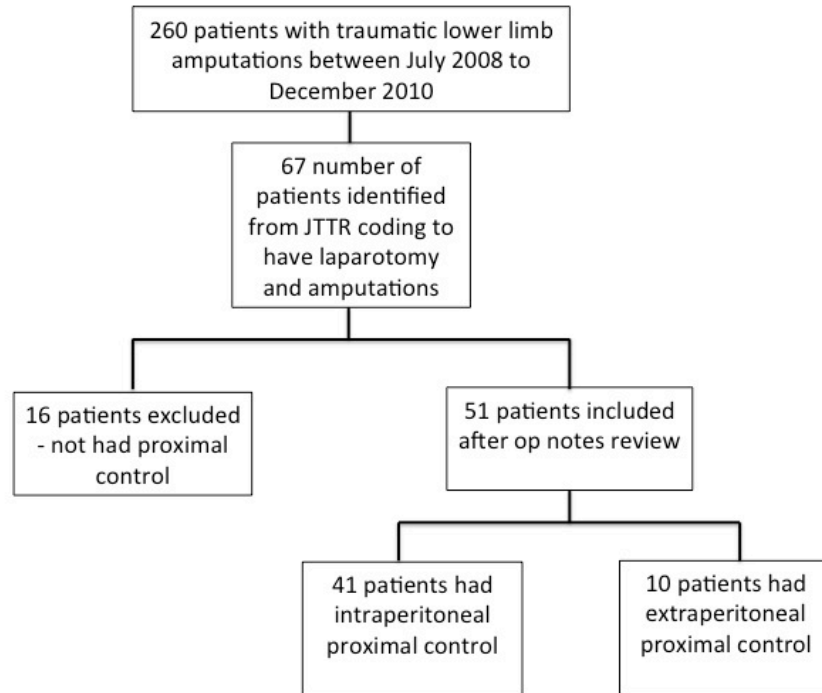 260 patients with traumatic lower limb
amputations between July 2008 to
December 2010
67 number of
patients identified
from JTTR coding to
have laparotomy
and amputations
16 patients excluded
- not had proximal
control
51 patients included
after op notes review
41 patients had
intraperitoneal
proximal control
10 patients had
extraperitoneal
proximal control